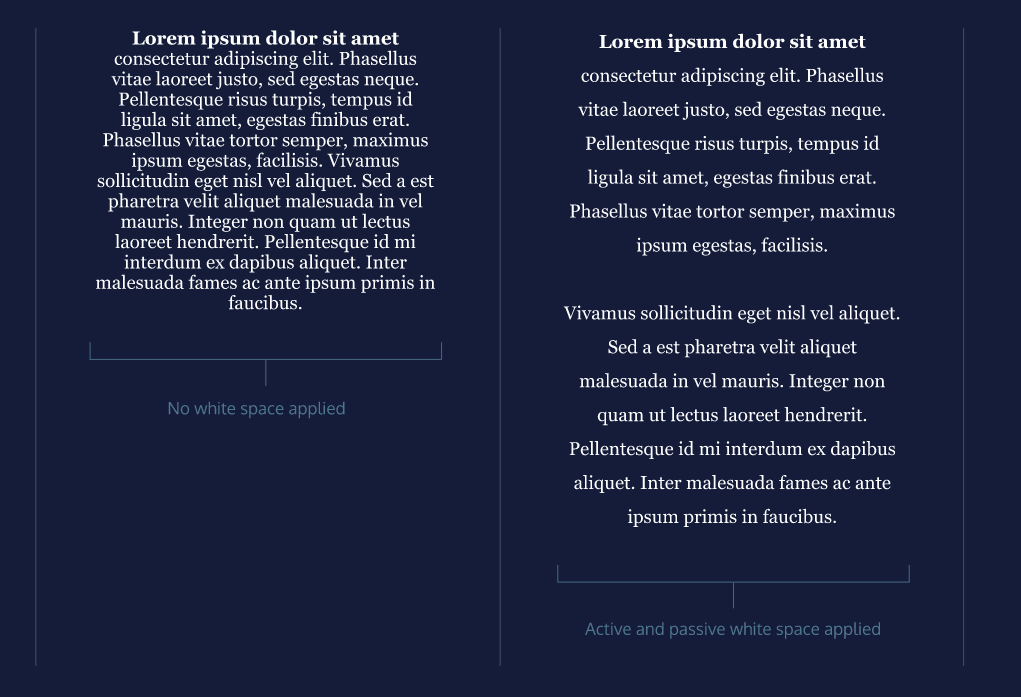 Lorem ipsum dolor sit amet
consectetur adipiscing elit. Phasellus
vitae laoreet justo, sed egestas neque.
Pellentesque risus turpis, tempus id
ligula sit amet, egestas finibus erat.
Phasellus vitae tortor semper, maximus
ipsum egestas, facilisis. Vivamus
sollicitudin eget nisl vel aliquet. Sed a est
pharetra velit aliquet malesuada in vel
mauris. Integer non quam ut lectus
laoreet hendrerit. Pellentesque id mi
interdum ex dapibus aliquet. Inter
malesuada fames ac ante ipsum primis in
faucibus.
No white space applied
Lorem ipsum dolor sit amet
consectetur adipiscing elit. Phasellus
vitae laoreet justo, sed egestas neque.
Pellentesque risus turpis, tempus id
ligula sit amet, egestas finibus erat.
Phasellus vitae tortor semper, maximus
ipsum egestas, facilisis.
Vivamus sollicitudin eget nisl vel aliquet.
Sed a est pharetra velit aliquet
malesuada in vel mauris. Integer non
quam ut lectus laoreet hendrerit.
Pellentesque id mi interdum ex dapibus
aliquet. Inter malesuada fames ac ante
ipsum primis in faucibus.
Active and passive white space applied